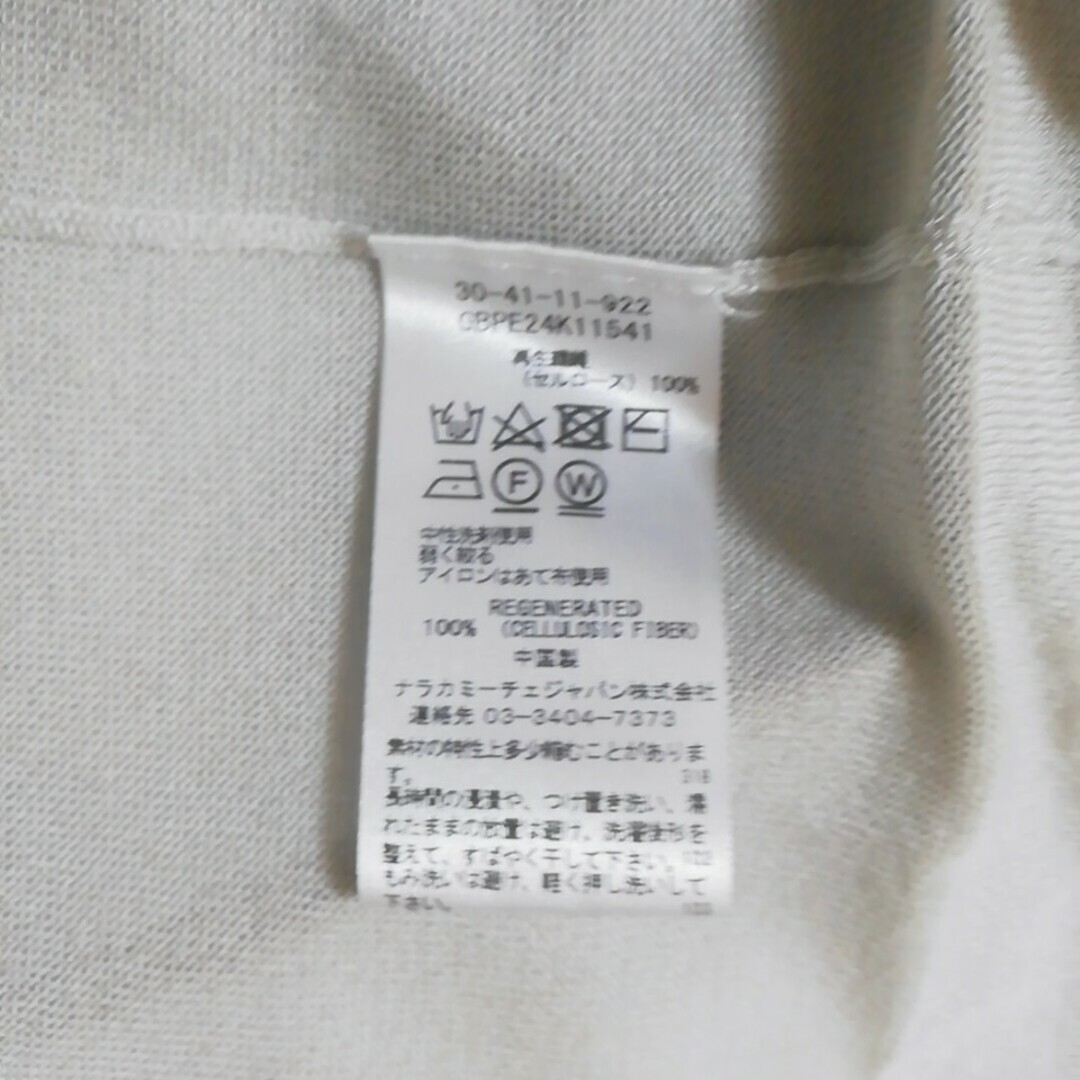 30-41-11-922
CBPE24K11541
再生繊維
(セルロース) 100%
F W
中性洗剤使用
弱く絞る
アイロンはあて布使用
REGENERATED
100% (CELLULOSIC FIBER)
中国製
ナラカミーチェジャパン株式会社
連絡先 03-3404-7373
素材の特性上多少縮むことがありま
す。 318
長時間の浸漬や、つけ置き洗い、濡
れたままの放置は避け、洗濯後形を
整えて、すばやく干して下さい。122
もみ洗いは避け、軽く押し洗いして
下さい。